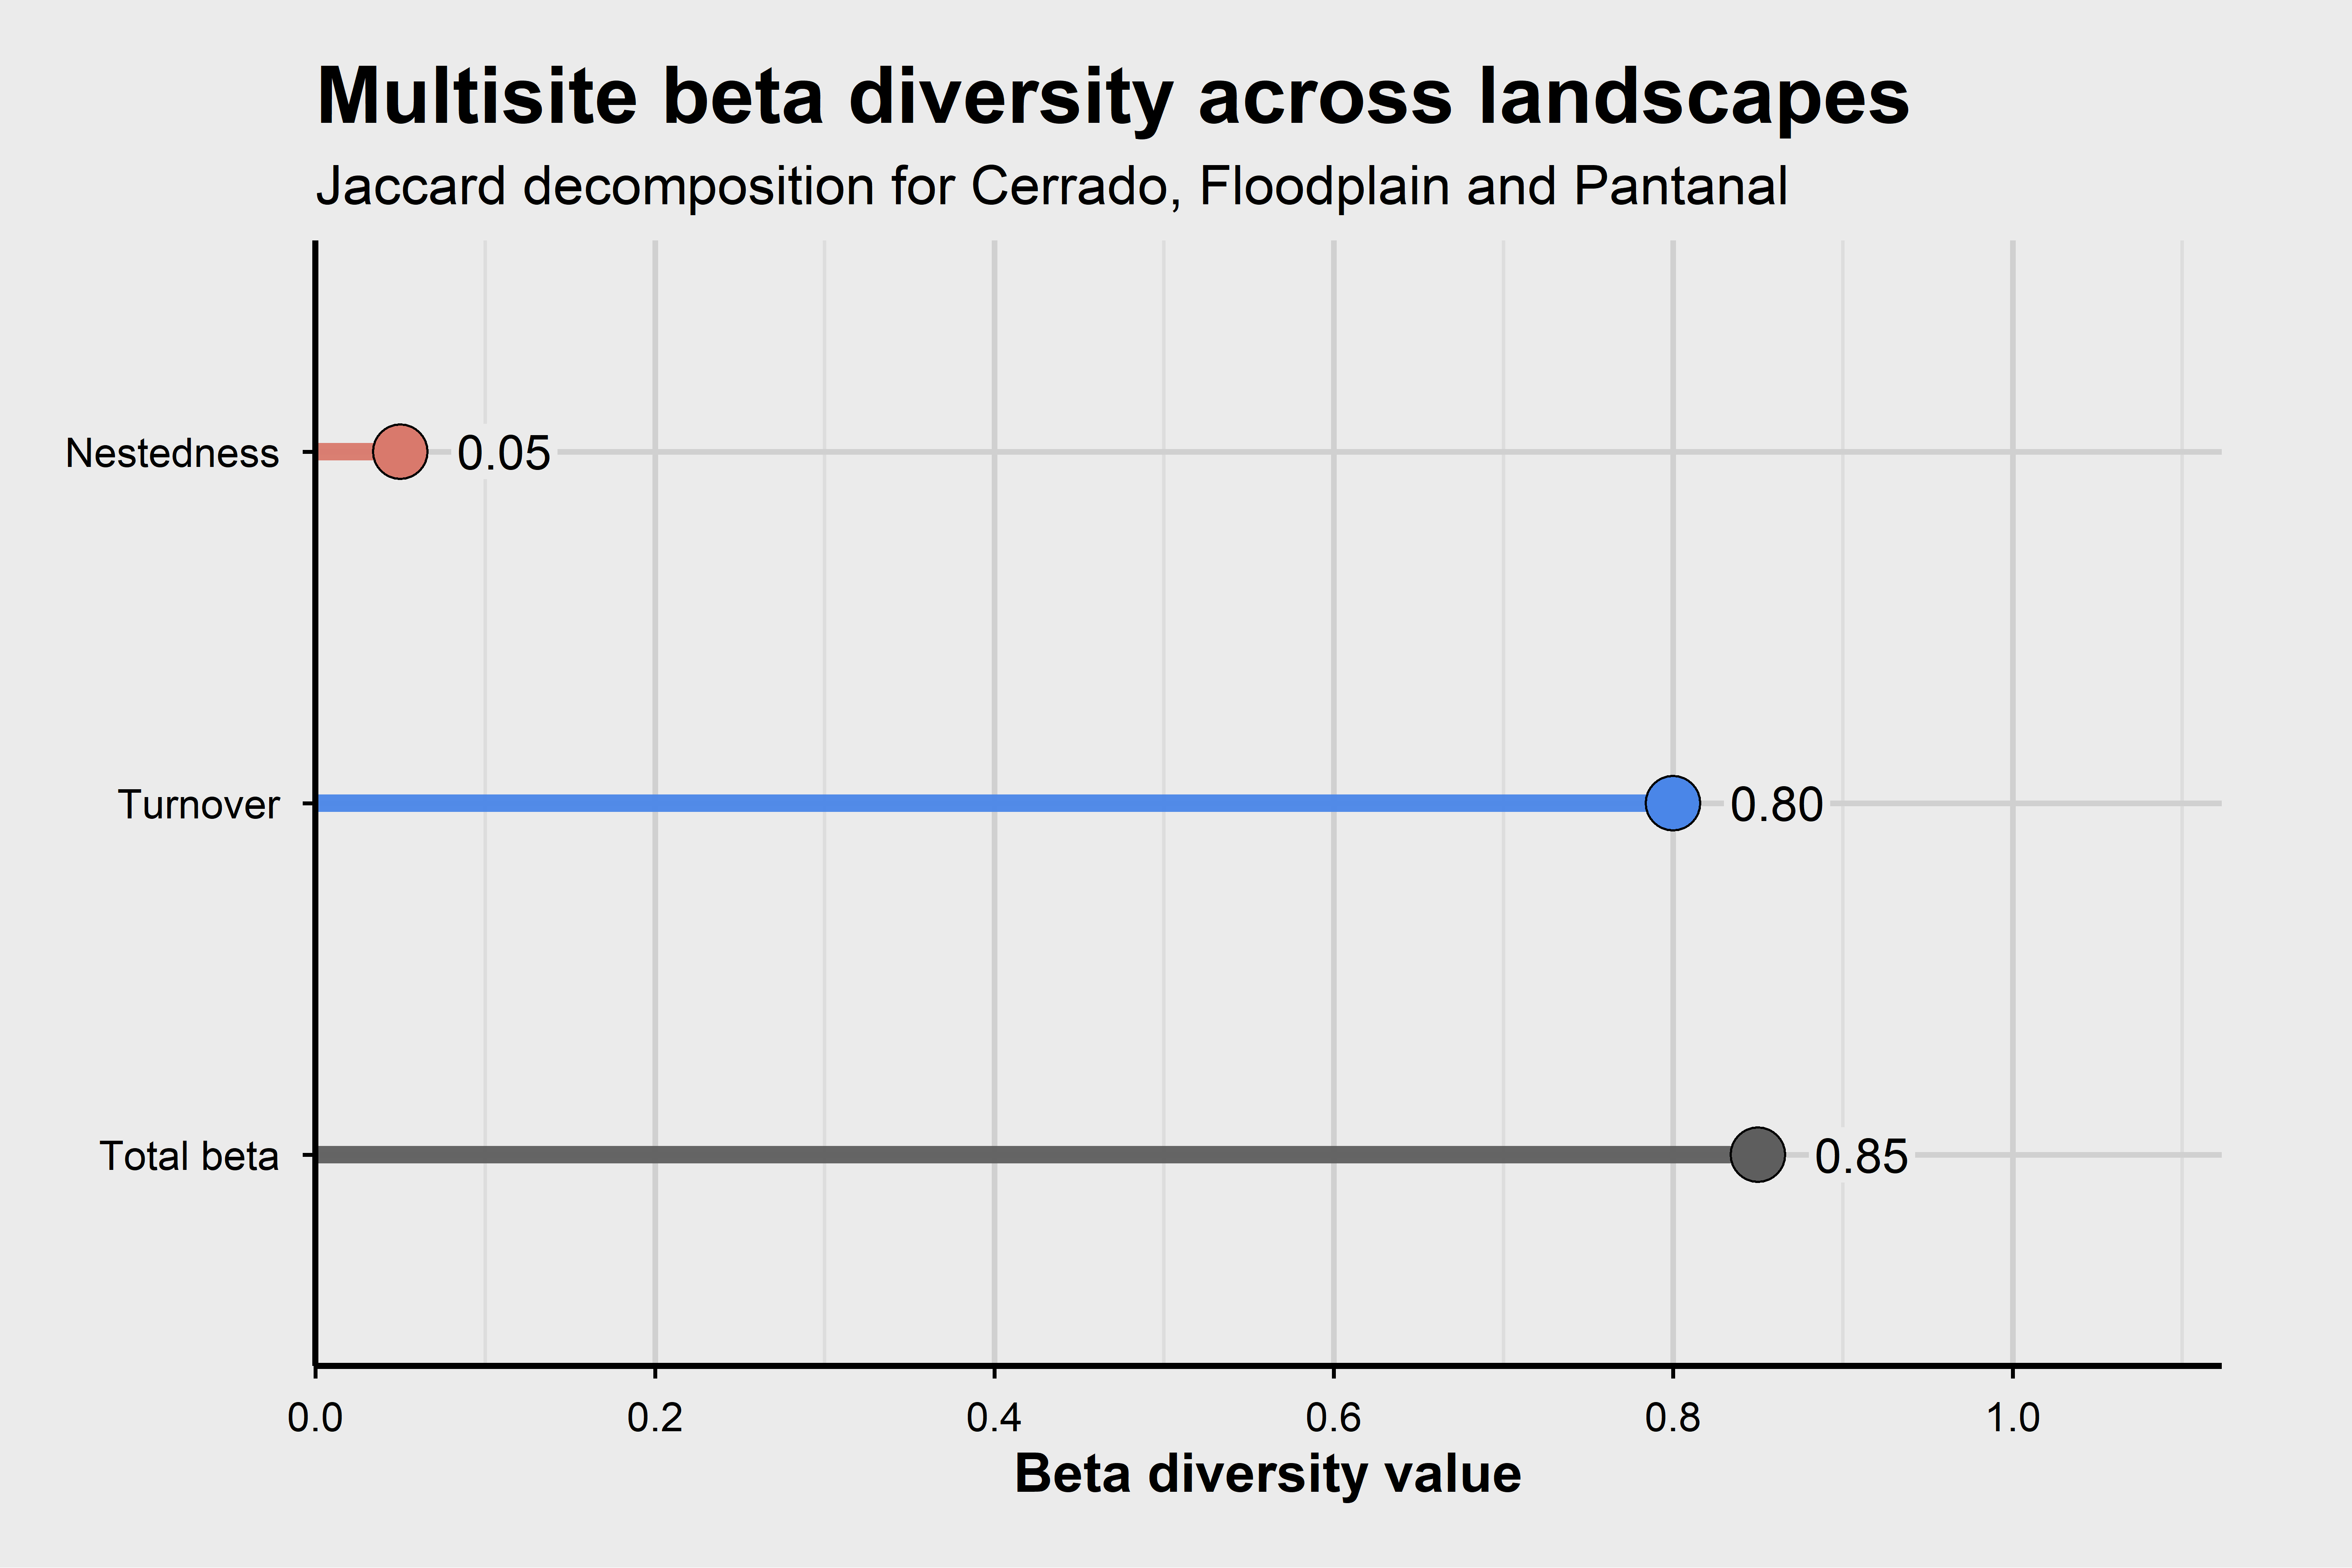 Multisite beta diversity across landscapes
Jaccard decomposition for Cerrado, Floodplain and Pantanal
Nestedness
0.05
Turnover
0.80
Total beta
0.85
0.0 0.2 0.4 0.6 0.8 1.0
Beta diversity value